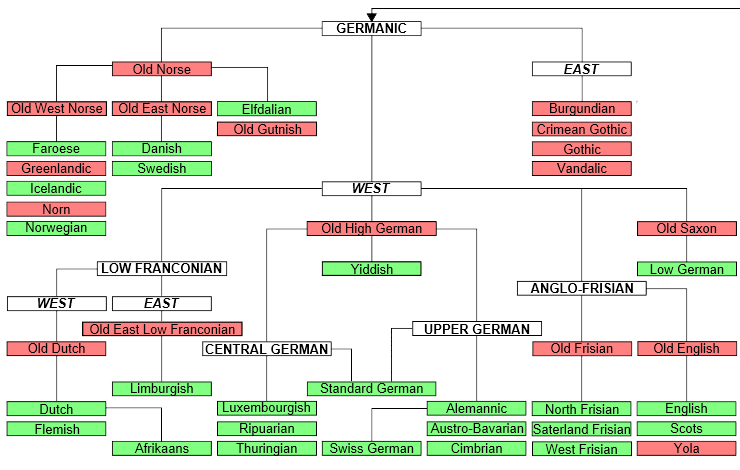 GERMANIC
Old Norse
EAST
Old West Norse
Old East Norse
Elfdalian
Burgundian
Old Gutnish
Crimean Gothic
Faroese
Danish
Gothic
Greenlandic
Swedish
Vandalic
Icelandic
WEST
Norn
Norwegian
Old High German
Old Saxon
LOW FRANCONIAN
Yiddish
Low German
ANGLO-FRISIAN
WEST
EAST
Old East Low Franconian
UPPER GERMAN
Old Dutch
CENTRAL GERMAN
Old Frisian
Old English
Limburgish
Standard German
Dutch
Luxembourgish
Alemannic
North Frisian
English
Flemish
Ripuarian
Austro-Bavarian
Saterland Frisian
Scots
Afrikaans
Thuringian
Swiss German
Cimbrian
West Frisian
Yola